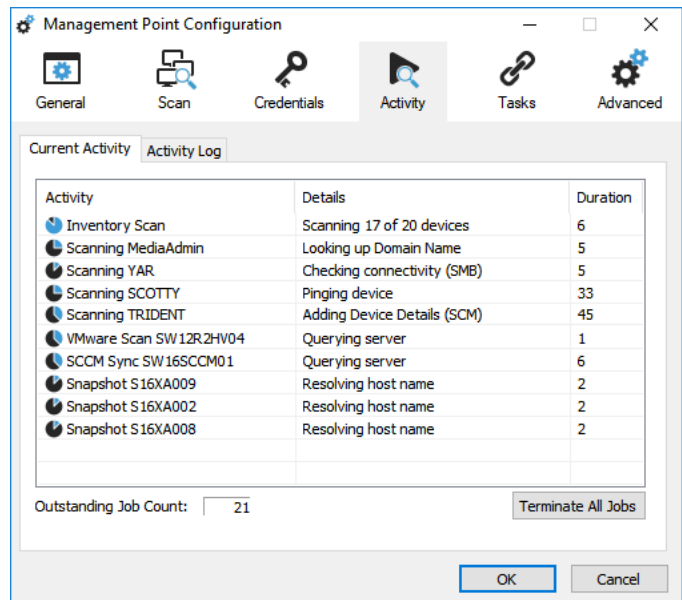 Management Point Configuration
General Scan Credentials Activity Tasks Advanced
Current Activity Activity Log
Activity Details Duration
Inventory Scan Scanning 17 of 20 devices 6
Scanning MediaAdmin Looking up Domain Name 5
Scanning YAR Checking connectivity (SMB) 5
Scanning SCOTTY Pinging device 33
Scanning TRIDENT Adding Device Details (SCM) 45
VMware Scan SW12R2HV04 Querying server 1
SCCM Sync SW16SCCM01 Querying server 6
Snapshot S16XA009 Resolving host name 2
Snapshot S16XA002 Resolving host name 2
Snapshot S16XA008 Resolving host name 2
Outstanding Job Count: 21 Terminate All Jobs
OK Cancel